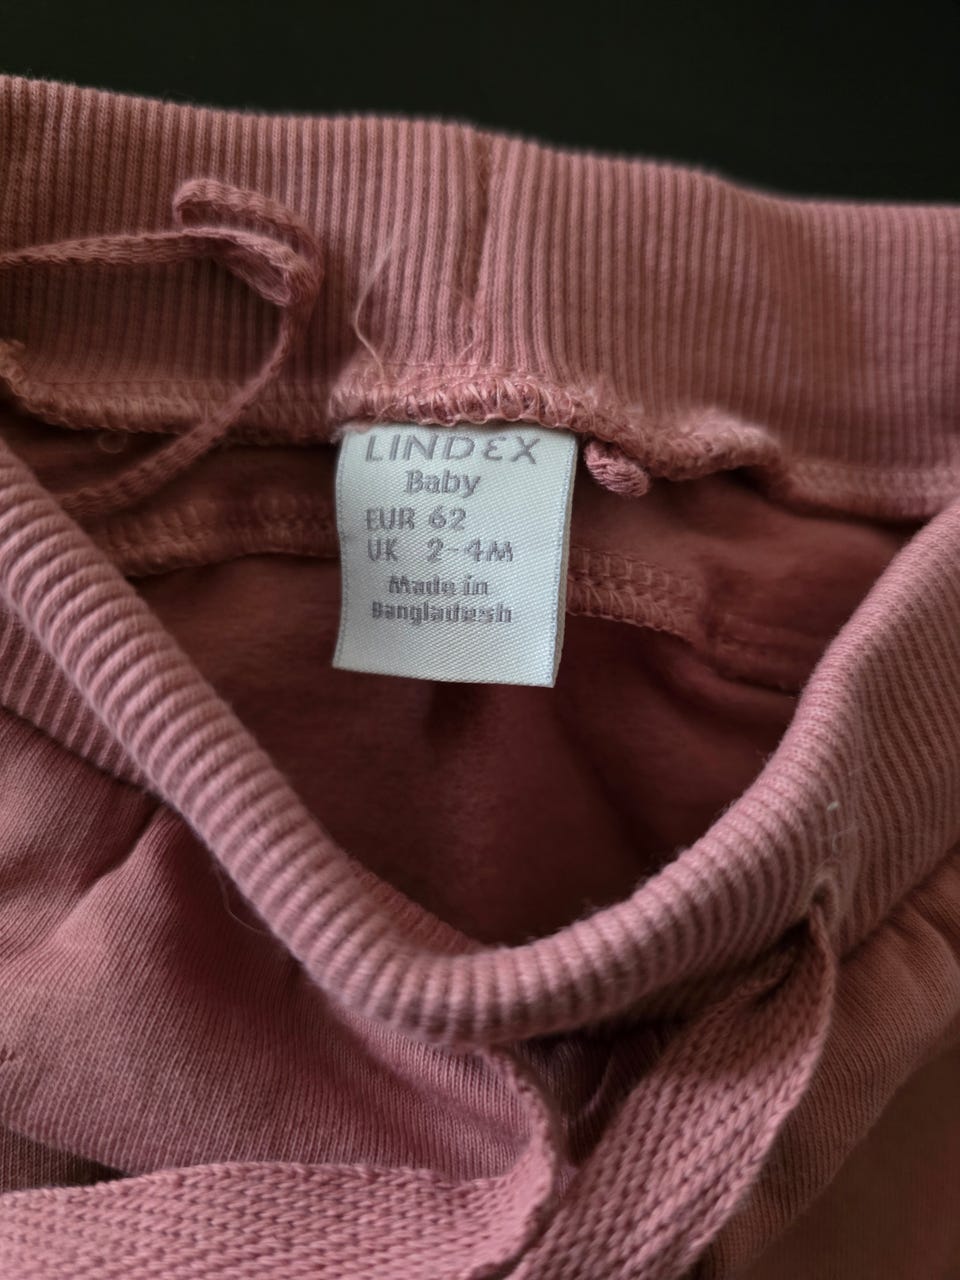 LINDEX
Baby
EUR 62
UK 2-4M
Made in
Bangladesh